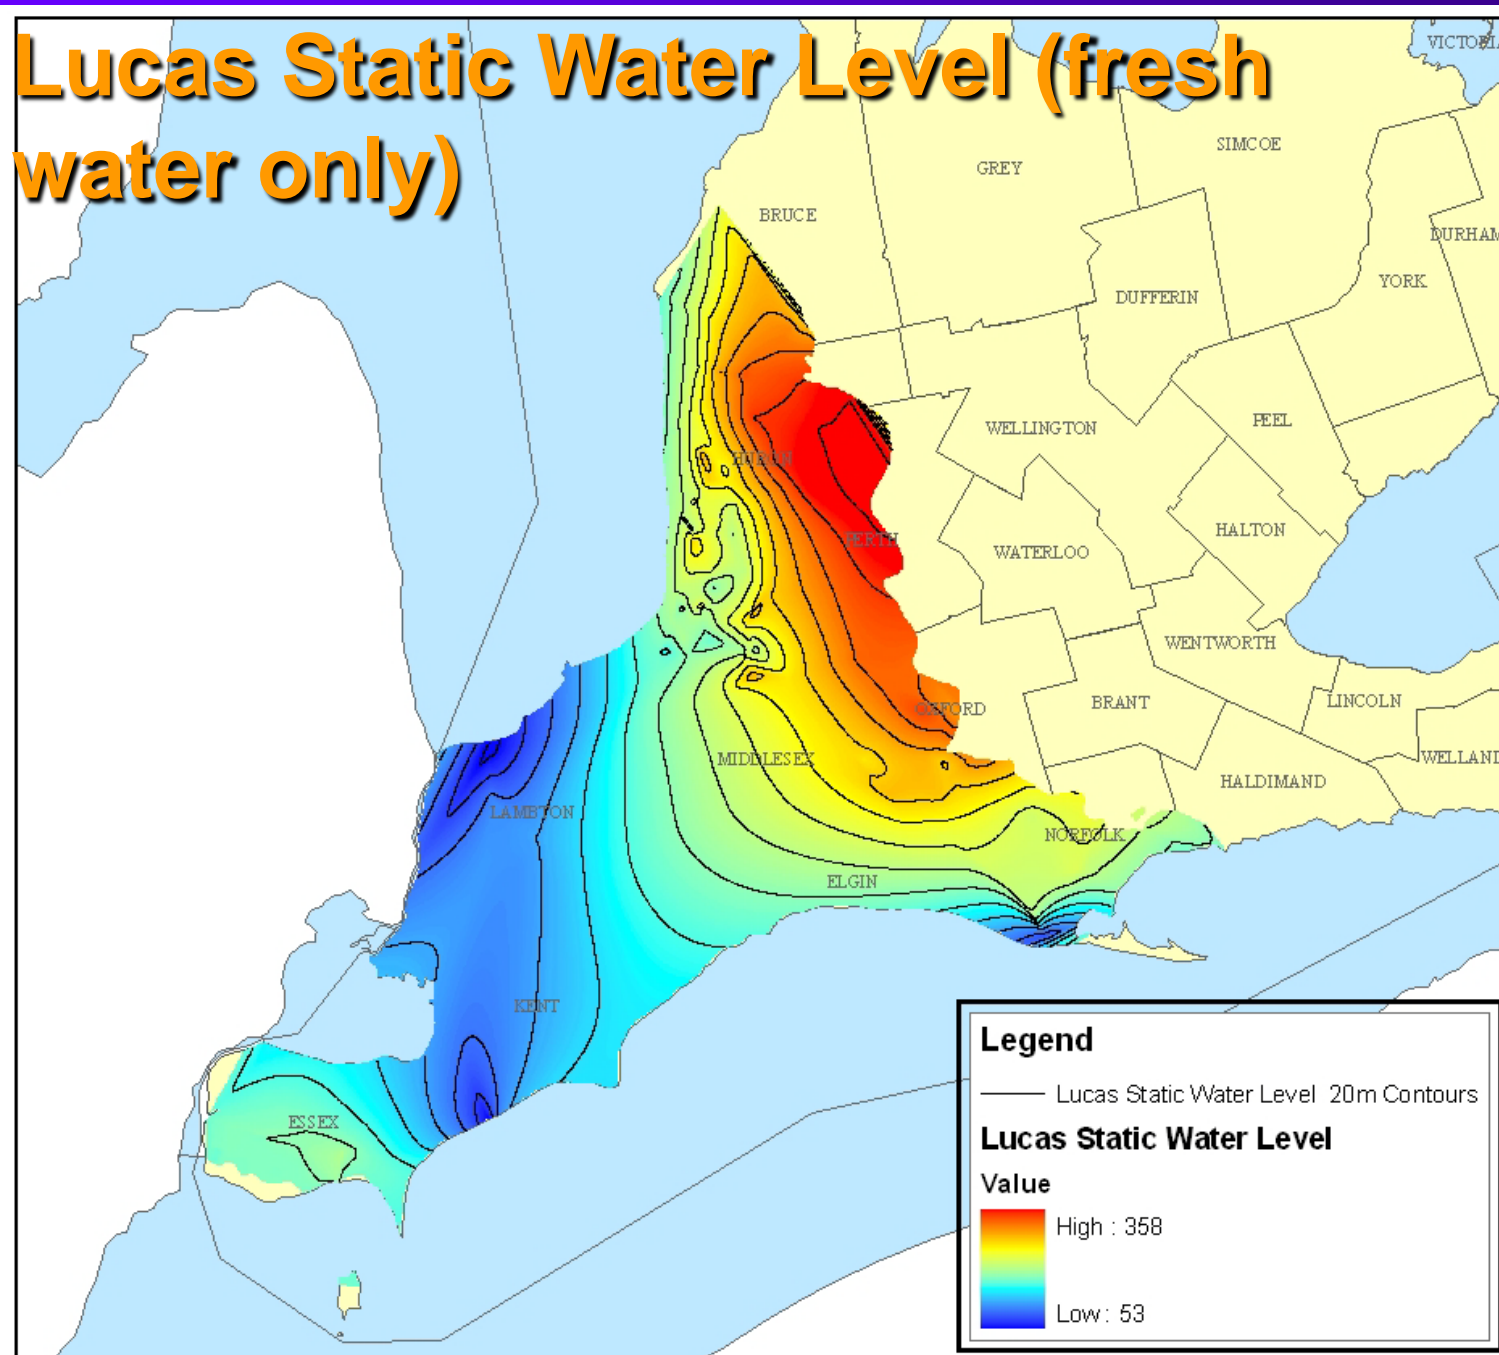 Lucas Static Water Level (fresh
water only)
VICTORIA
SIMCOE
GREY
BRUCE
DURHAM
YORK
DUFFERIN
PEEL
WELLINGTON
HURON
HALTON
PERTH
WATERLOO
WENTWORTH
LINCOLN
BRANT
OXFORD
WELLAND
MIDDLESEX
HALDIMAND
LAMBTON
NORFOLK
ELGIN
KENT
ESSEX
Legend
Lucas Static Water Level 20m Contours
Lucas Static Water Level
Value
High : 358
Low : 53